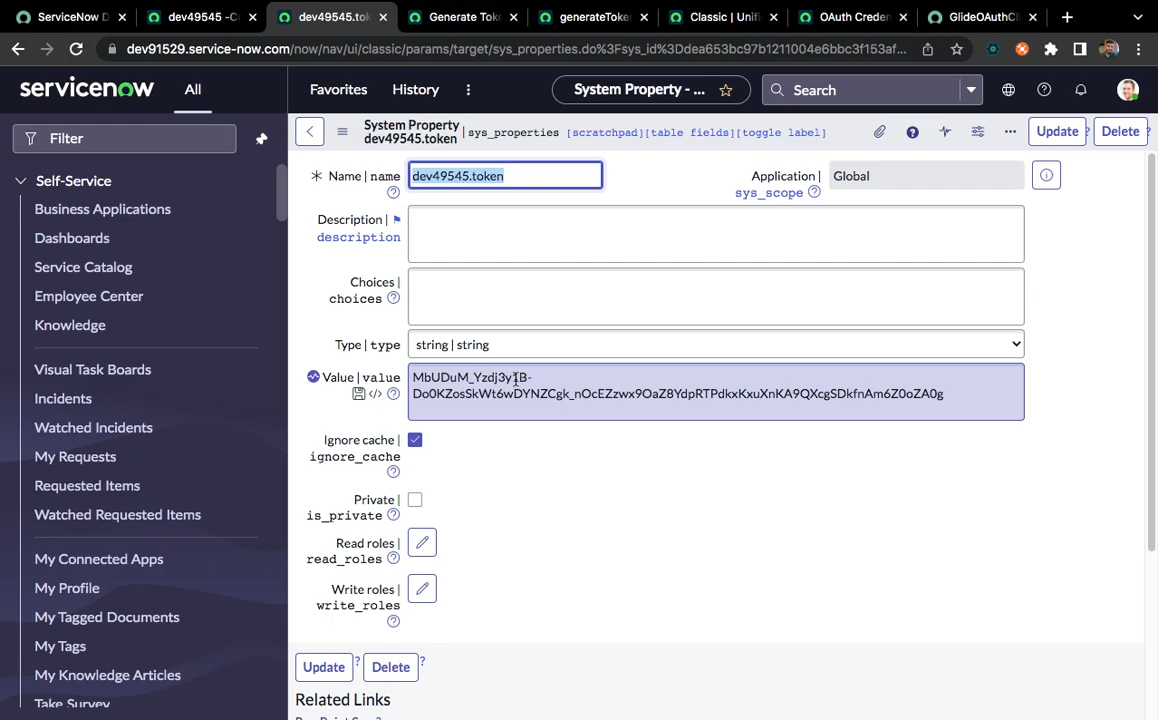 ServiceNow D
dev49545 -Co
dev49545.tok
Generate Tok
generateToke
Classic | Unifi
OAuth Creden
GlideOAuthCl
dev91529.service-now.com/now/nav/ui/classic/params/target/sys_properties.do%3Fsys_id%3Ddea653bc97b1211004e6bbc3f153af...
servicenow
All
Favorites
History
System Property - ...
Search
Filter
System Property
dev49545.token
sys_properties [scratchpad][table fields][toggle label]
Update
Delete
Self-Service
Business Applications
Dashboards
Service Catalog
Employee Center
Knowledge
Visual Task Boards
Incidents
Watched Incidents
My Requests
Requested Items
Watched Requested Items
My Connected Apps
My Profile
My Tagged Documents
My Tags
My Knowledge Articles
Take Survey
Name | name
dev49545.token
Application |
sys_scope
Global
Description |
description
Choices |
choices
Type | type
string | string
Value | value
Do0KZosSkWt6wDYNZCgk_nOcEZzwx9OaZ8YdpRTPdkxKxuXnKA9QXcgSDkfnAm6Z0oZA0g
Ignore cache |
ignore_cache
Private |
is_private
Read roles |
read_roles
Write roles |
write_roles
Update
?
Delete
?
Related Links